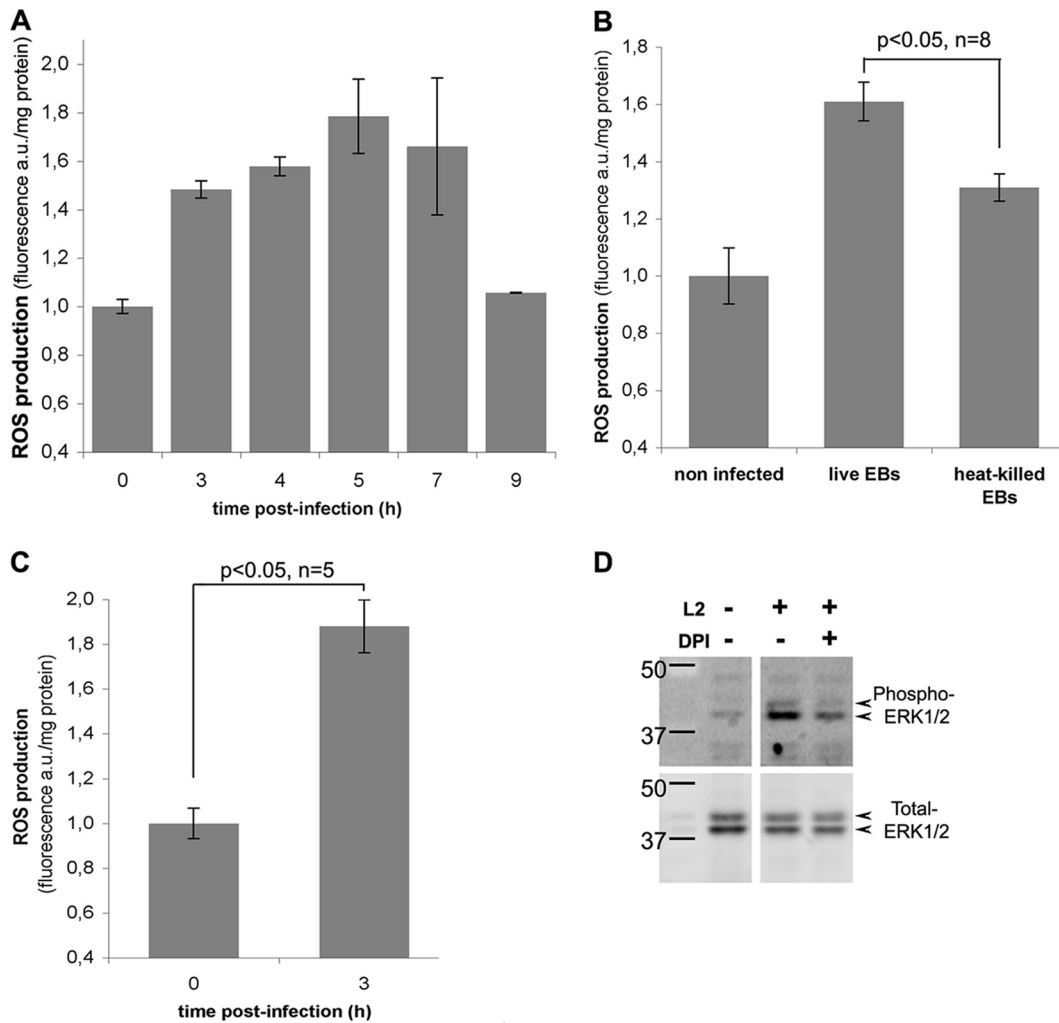 A
ROS production (fluorescence a.u./mg protein)
2,0
1,8
1,6
1,4
1,2
1,0
0,8
0,6
0,4
0 3 4 5 7 9
time post-infection (h)
B
p<0.05, n=8
ROS production (fluorescence a.u./mg protein)
1,8
1,6
1,4
1,2
1,0
0,8
0,6
0,4
non infected live EBs heat-killed
EBs
C
p<0.05, n=5
ROS production
(fluorescence a.u./mg protein)
2,0
1,8
1,6
1,4
1,2
1,0
0,8
0,6
0,4
0 3
time post-infection (h)
D
L2 - + +
DPI - - +
50
37
Phospho-
ERK1/2
50
37
Total-
ERK1/2